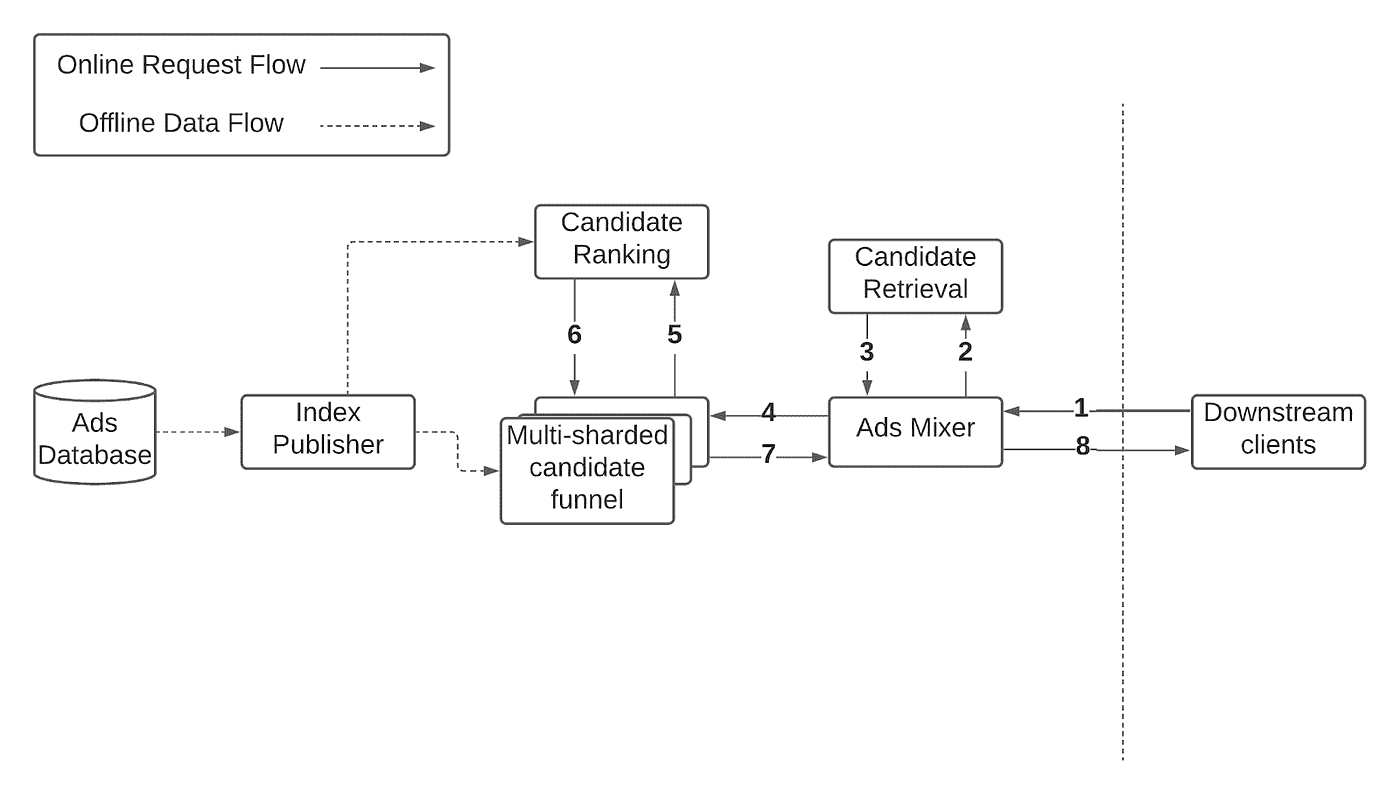 Online Request Flow
Offline Data Flow
Candidate
Ranking
Candidate
Retrieval
6
5
3
2
Ads
Database
Index
Publisher
Multi-sharded
candidate
funnel
4
7
Ads Mixer
1
8
Downstream
clients